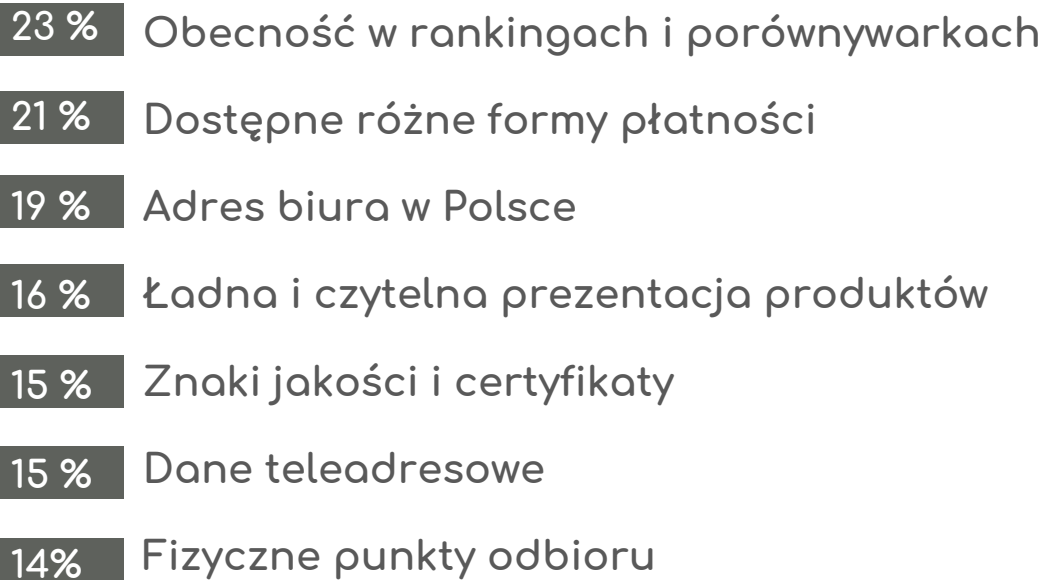 23 % Obecność w rankingach i porównywarkach
21 % Dostępne różne formy płatności
19 % Adres biura w Polsce
16 % Ładna i czytelna prezentacja produktów
15 % Znaki jakości i certyfikaty
15 % Dane teleadresowe
14% Fizyczne punkty odbioru